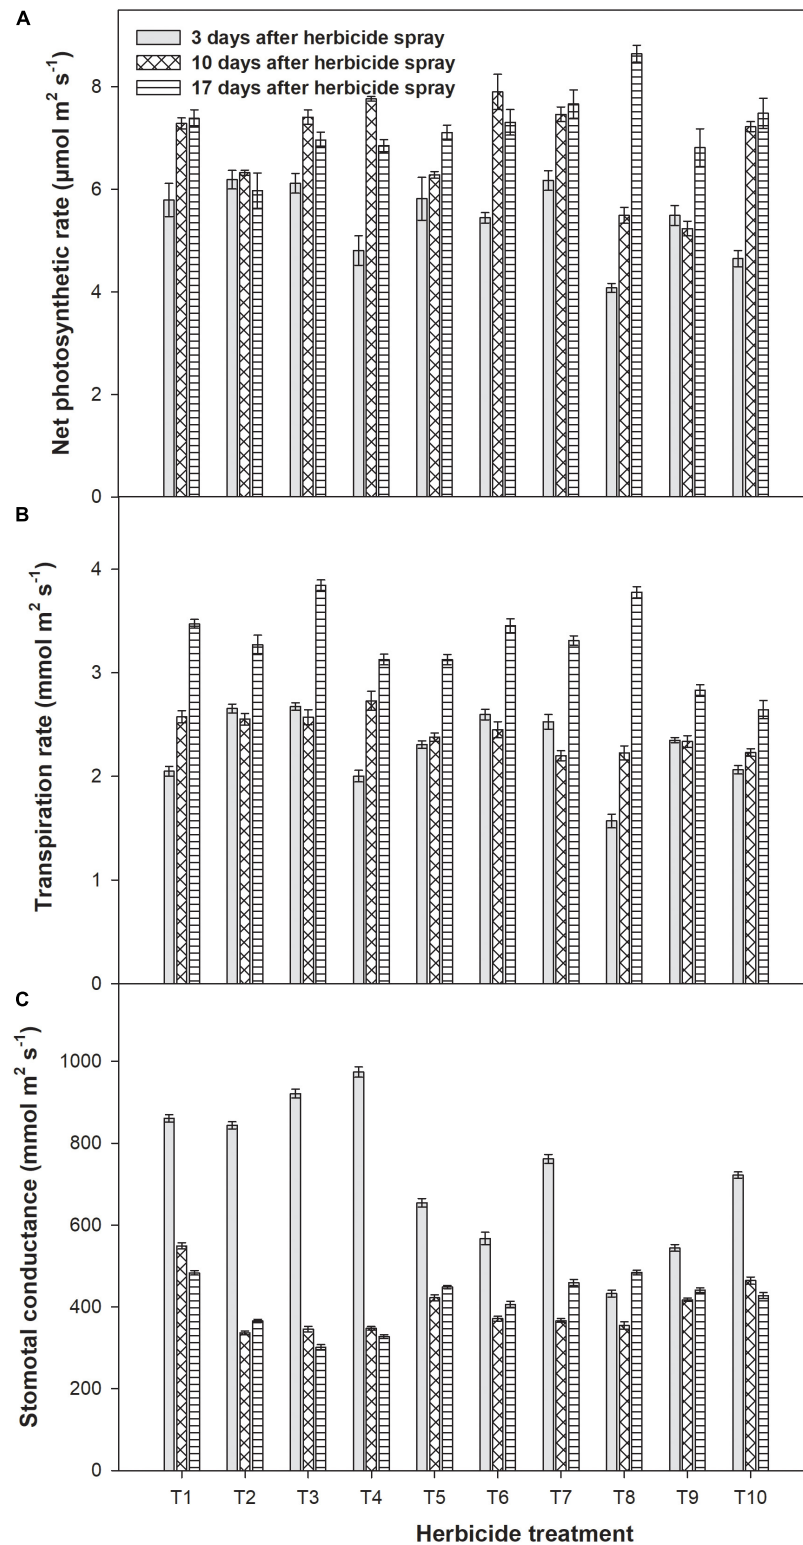 A
3 days after herbicide spray
10 days after herbicide spray
17 days after herbicide spray
Net photosynthetic rate (µmol m² s⁻¹)
8
6
4
2
0
B
Transpiration rate (mmol m² s⁻¹)
4
3
2
1
0
C
Stomotal conductance (mmol m² s⁻¹)
1000
800
600
400
200
0
T1 T2 T3 T4 T5 T6 T7 T8 T9 T10
Herbicide treatment